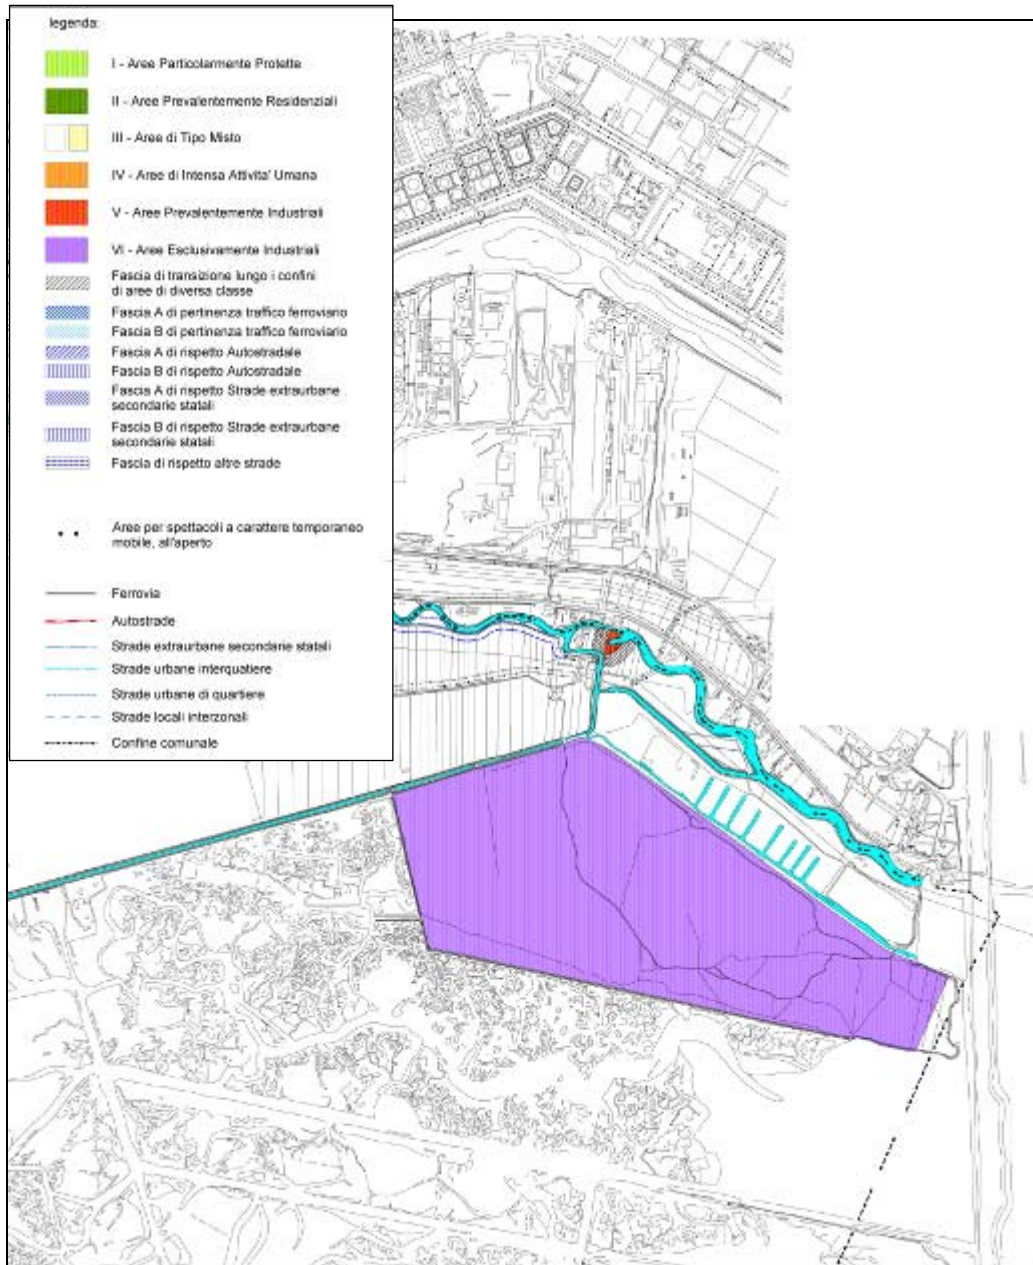 legenda:
I - Aree Particolarmente Protette
II - Aree Prevalentemente Residenziali
III - Aree di Tipo Misto
IV - Aree di Intensa Attivita' Umana
V - Aree Prevalentemente Industriali
VI - Aree Esclusivamente Industriali
Fascia di transizione lungo i confini
di aree di diversa classe
Fascia A di pertinenza traffico ferroviario
Fascia B di pertinenza traffico ferroviario
Fascia A di rispetto Autostradale
Fascia B di rispetto Autostradale
Fascia A di rispetto Strade extraurbane
secondarie statali
Fascia B di rispetto Strade extraurbane
secondarie statali
Fascia di rispetto altre strade
Aree per spettacoli a carattere temporaneo
mobile, all'aperto
Ferrovia
Autostrade
Strade extraurbane secondarie statali
Strade urbane interquatiere
Strade urbane di quartiere
Strade locali interzonali
Confine comunale